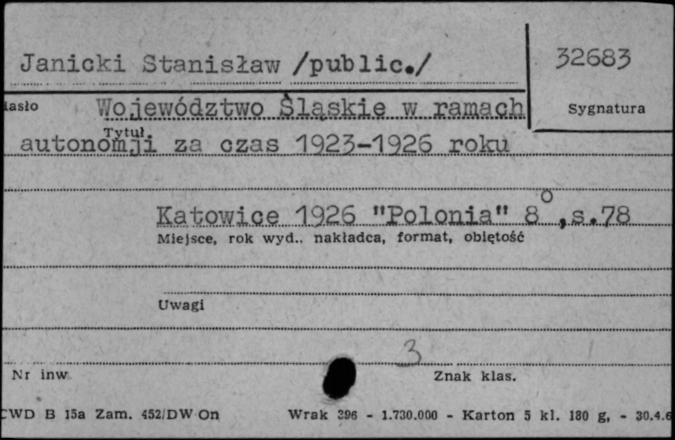 Janicki Stanisław /public./
32683
Sygnatura
Województwo Śląskie w ramach
Tytuł
autonomji za czas 1923-1926 roku
Katowice 1926 "Polonia" 8°,s.78
Miejsce, rok wyd.. nakładca, format, objętość
Uwagi
3
Nr inw
Znak klas.
CWD B 15a Zam. 452/DW On Wrak 296 - 1.730.000 - Karton 5 kl. 180 g, - 30.4.6